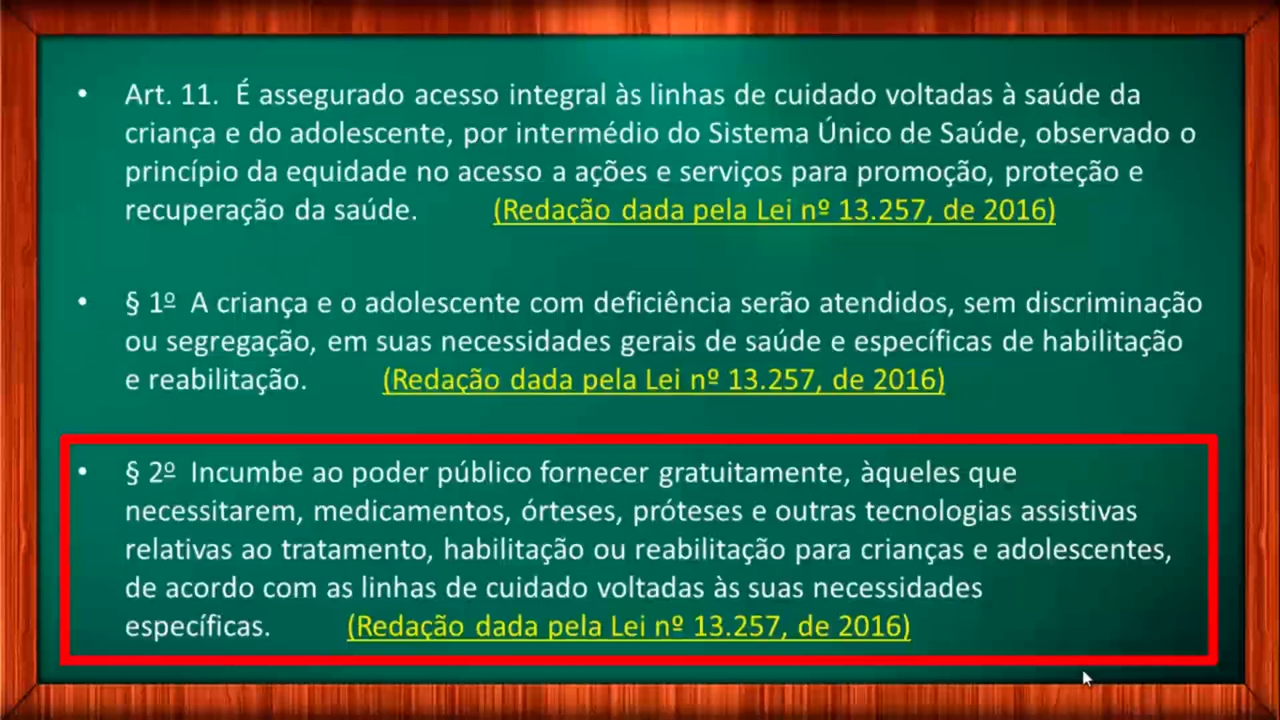 • Art. 11. É assegurado acesso integral às linhas de cuidado voltadas à saúde da
criança e do adolescente, por intermédio do Sistema Único de Saúde, observado o
princípio da equidade no acesso a ações e serviços para promoção, proteção e
recuperação da saúde. (Redação dada pela Lei nº 13.257, de 2016)
• § 1º A criança e o adolescente com deficiência serão atendidos, sem discriminação
ou segregação, em suas necessidades gerais de saúde e específicas de habilitação
e reabilitação. (Redação dada pela Lei nº 13.257, de 2016)
• § 2º Incumbe ao poder público fornecer gratuitamente, àqueles que
necessitarem, medicamentos, órteses, próteses e outras tecnologias assistivas
relativas ao tratamento, habilitação ou reabilitação para crianças e adolescentes,
de acordo com as linhas de cuidado voltadas às suas necessidades
específicas. (Redação dada pela Lei nº 13.257, de 2016)